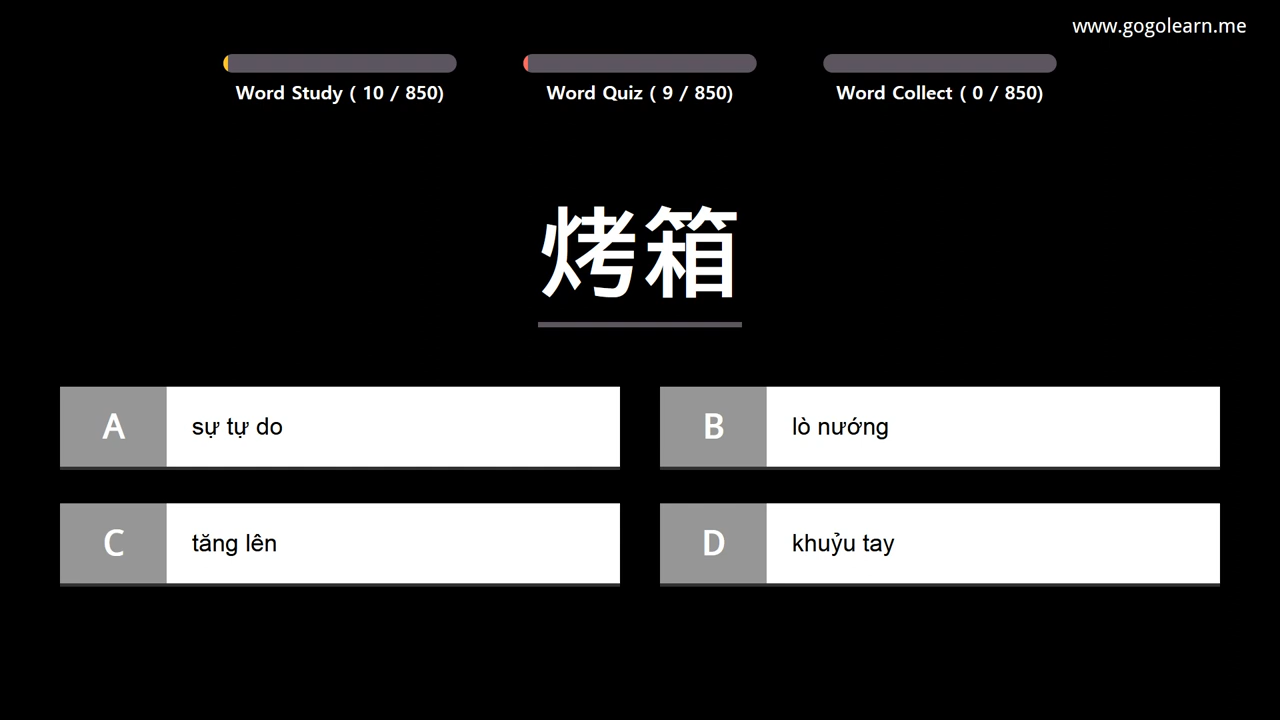 www.gogolearn.me
Word Study ( 10 / 850)
Word Quiz ( 9 / 850)
Word Collect ( 0 / 850)
烤箱
A
sự tự do
B
lò nướng
C
tăng lên
D
khuỷu tay